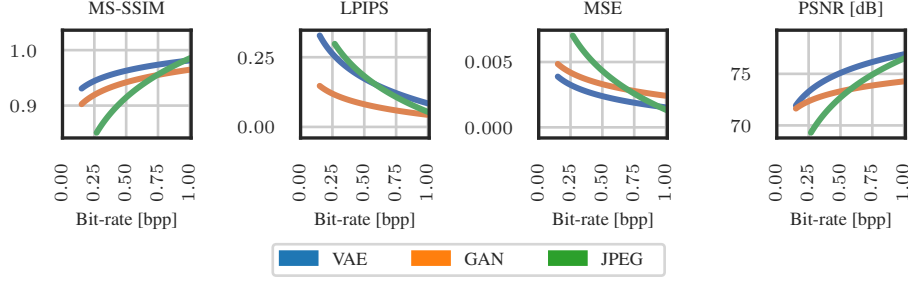 MS-SSIM LPIPS MSE PSNR [dB]
1.0 0.9
0.25 0.00
0.005 0.000
75 70
0.00 0.25 0.50 0.75 1.00
0.00 0.25 0.50 0.75 1.00
0.00 0.25 0.50 0.75 1.00
0.00 0.25 0.50 0.75 1.00
Bit-rate [bpp] Bit-rate [bpp] Bit-rate [bpp] Bit-rate [bpp]
VAE GAN JPEG